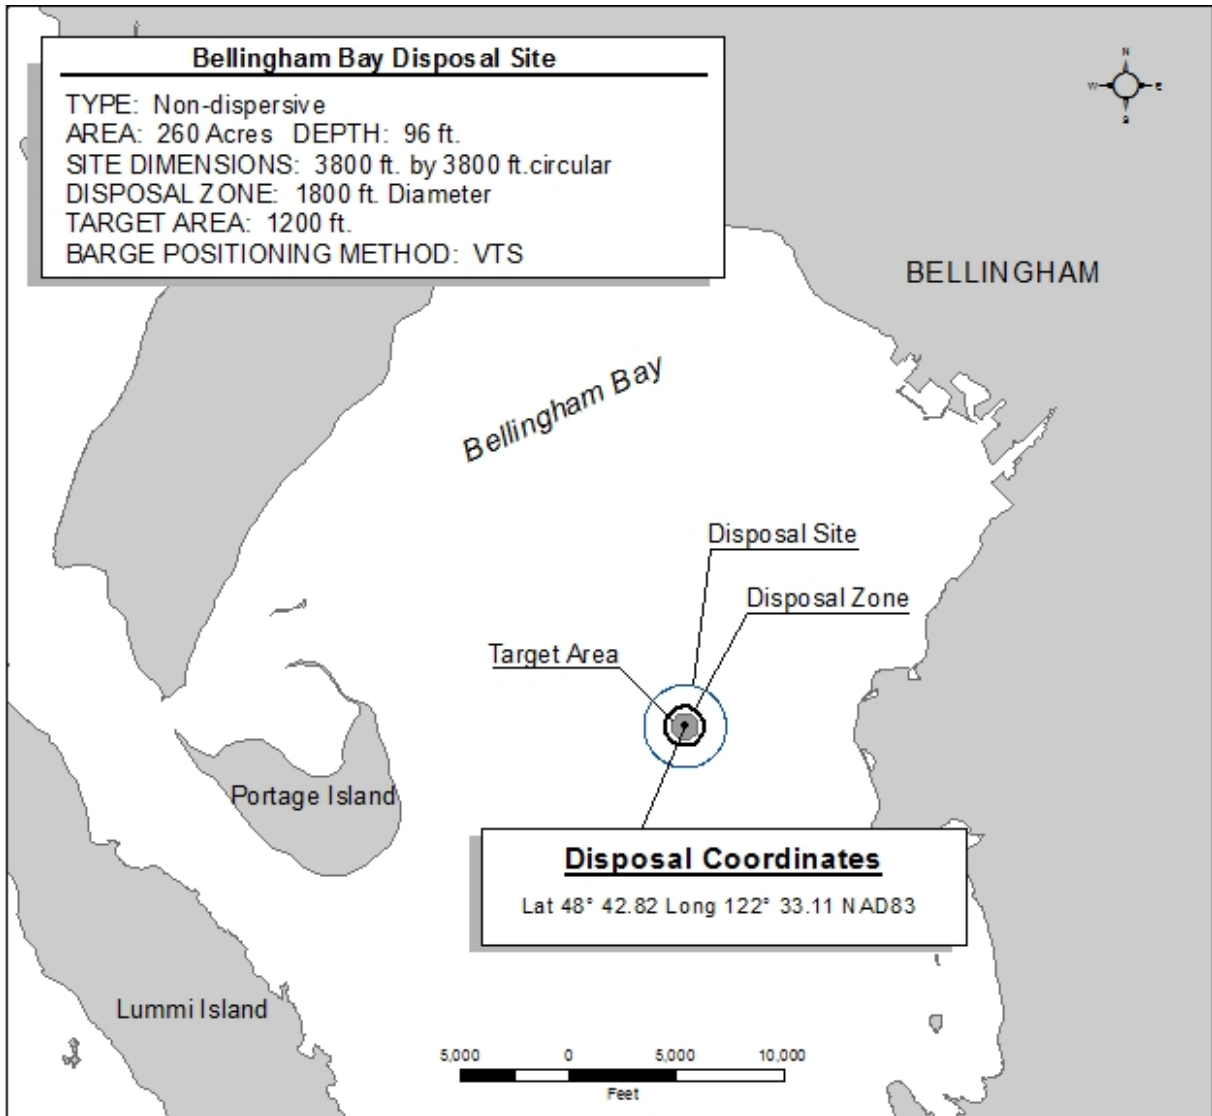 Bellingham Bay Disposal Site
TYPE: Non-dispersive
AREA: 260 Acres DEPTH: 96 ft.
SITE DIMENSIONS: 3800 ft. by 3800 ft.circular
DISPOSAL ZONE: 1800 ft. Diameter
TARGET AREA: 1200 ft.
BARGE POSITIONING METHOD: VTS
N
W E
S
BELLINGHAM
Bellingham Bay
Disposal Site
Disposal Zone
Target Area
Portage Island
Disposal Coordinates
Lat 48° 42.82 Long 122° 33.11 NAD83
Lummi Island
5,000 0 5,000 10,000
Feet